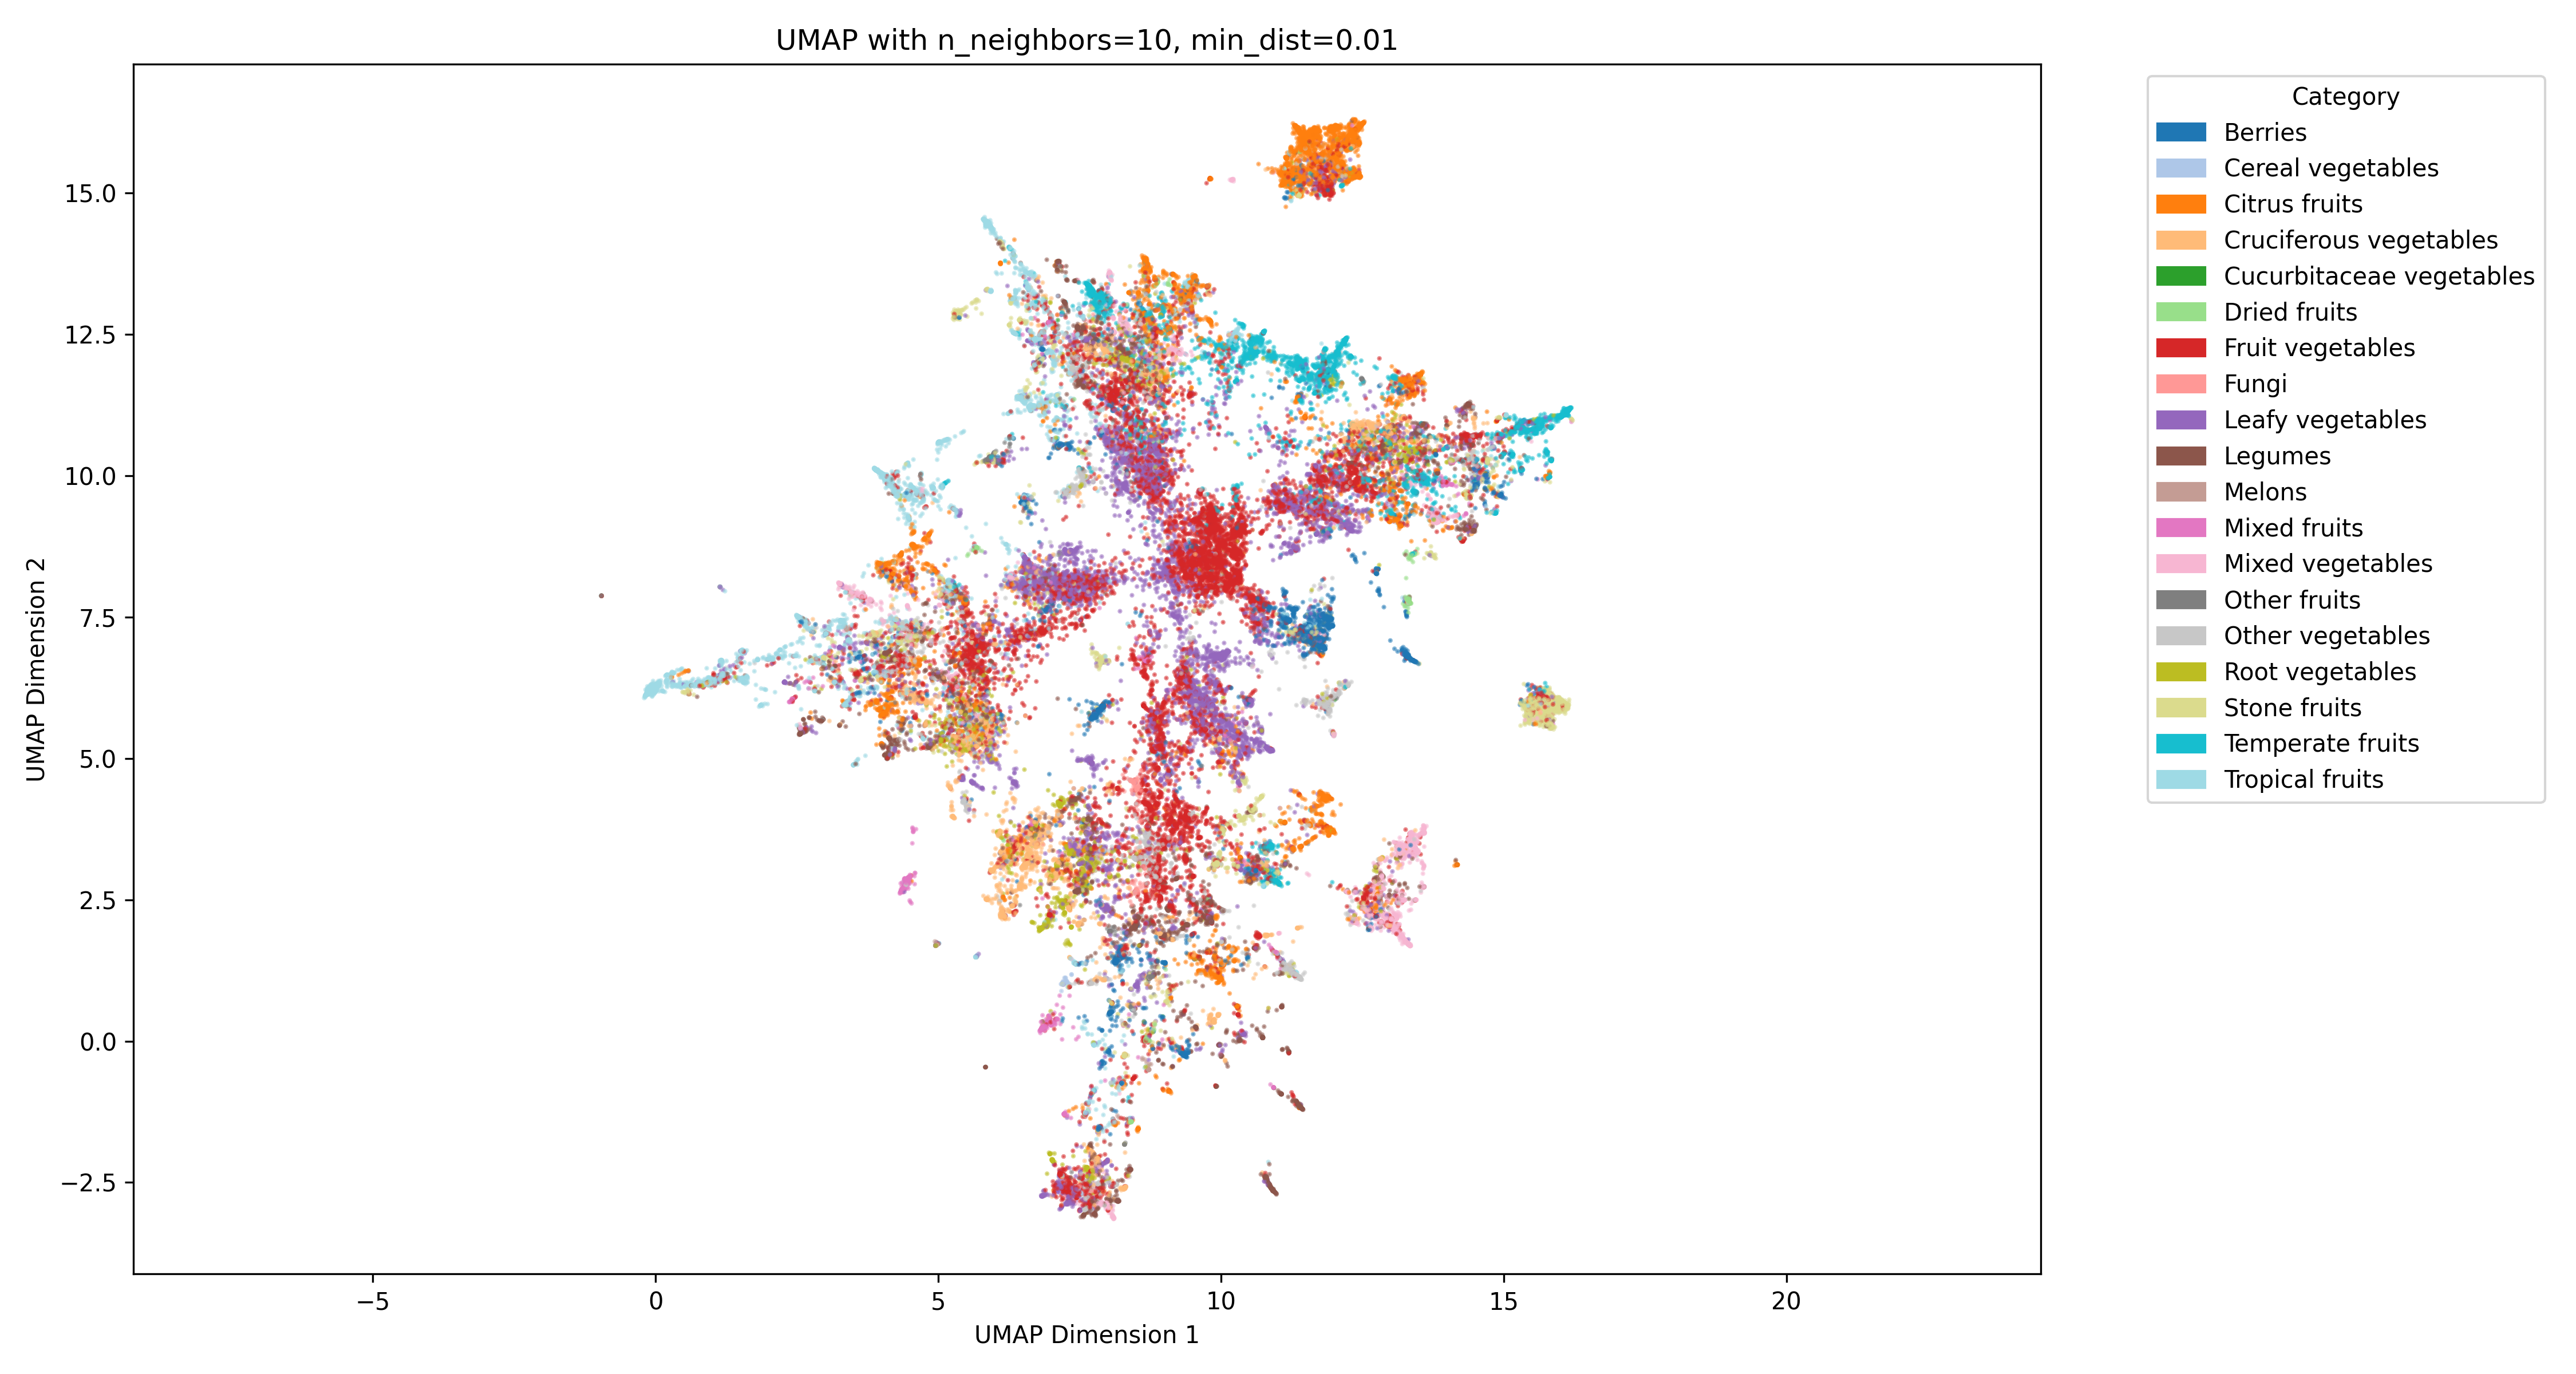 UMAP with n_neighbors=10, min_dist=0.01
Category
Berries
Cereal vegetables
Citrus fruits
Cruciferous vegetables
Cucurbitaceae vegetables
Dried fruits
Fruit vegetables
Fungi
Leafy vegetables
Legumes
Melons
Mixed fruits
Mixed vegetables
Other fruits
Other vegetables
Root vegetables
Stone fruits
Temperate fruits
Tropical fruits
UMAP Dimension 2
15.0
12.5
10.0
7.5
5.0
2.5
0.0
−2.5
−5 0 5 10 15 20
UMAP Dimension 1